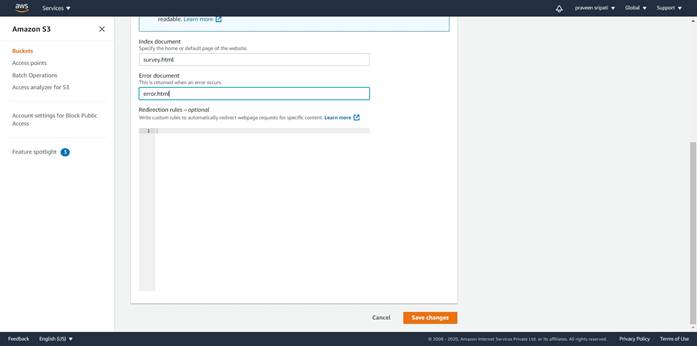 aws
Services
praveen sripati
Global
Support
Amazon S3
Buckets
Access points
Batch Operations
Access analyzer for S3
Account settings for Block Public
Access
Feature spotlight 3
readable. Learn more
Index document
Specify the home or default page of the website.
survey.html
Error document
This is returned when an error occurs.
error.html
Redirection rules – optional
Write custom rules to automatically redirect webpage requests for specific content. Learn more
1
Cancel
Save changes
Feedback
English (US)
© 2008 - 2020, Amazon Internet Services Private Ltd. or its affiliates. All rights reserved.
Privacy Policy
Terms of Use